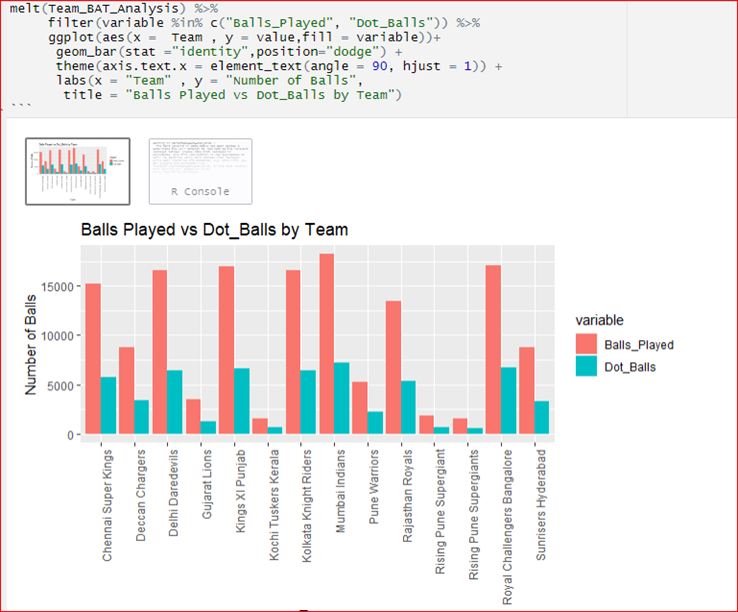 melt(Team_BAT_Analysis) %>%
filter(variable %in% c("Balls_Played", "Dot_Balls")) %>%
ggplot(aes(x = Team , y = value,fill = variable))+
geom_bar(stat ="identity",position="dodge") +
theme(axis.text.x = element_text(angle = 90, hjust = 1)) +
labs(x = "Team" , y = "Number of Balls",
title = "Balls Played vs Dot_Balls by Team")
```
R Console
Balls Played vs Dot_Balls by Team
Number of Balls
15000
10000
5000
0
variable
Balls_Played
Dot_Balls
Chennai Super Kings
Deccan Chargers
Delhi Daredevils
Gujarat Lions
Kings XI Punjab
Kochi Tuskers Kerala
Kolkata Knight Riders
Mumbai Indians
Pune Warriors
Rajasthan Royals
Rising Pune Supergiant
Rising Pune Supergiants
Royal Challengers Bangalore
Sunrisers Hyderabad